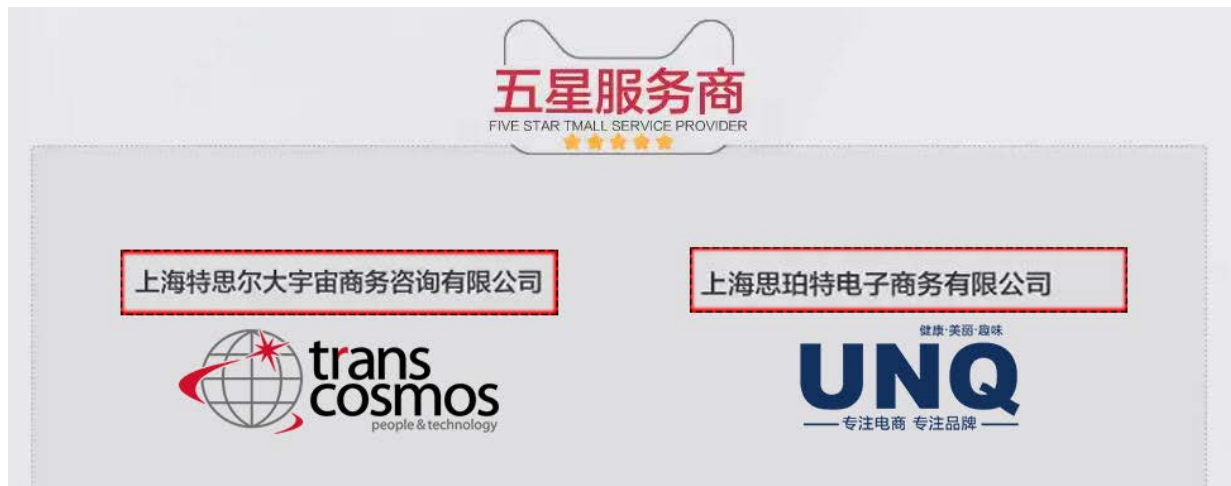 五星服务商
FIVE STAR TMALL SERVICE PROVIDER
上海特思尔大宇宙商务咨询有限公司
上海思珀特电子商务有限公司
trans
cosmos
people & technology
健康·美丽·趣味
UNQ
专注电商 专注品牌